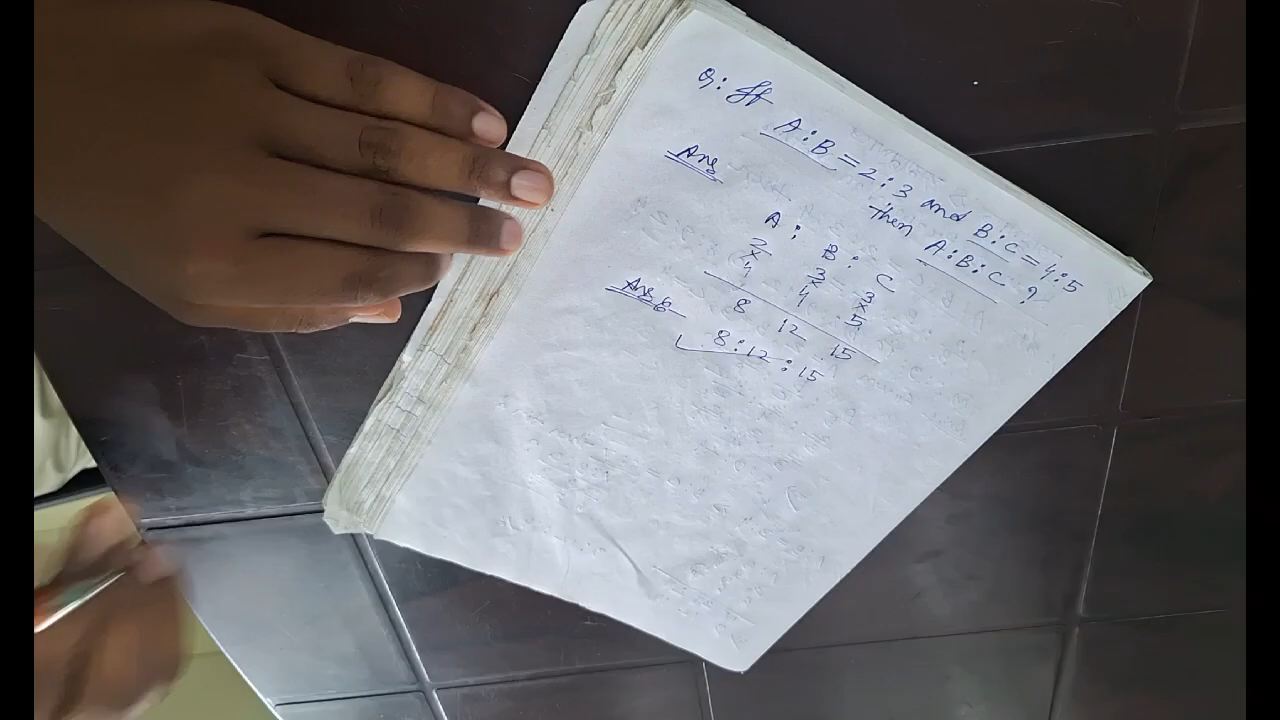 Q: If A:B = 2:3 and B:C = 4:5
then A:B:C ?
Ans
A : B : C
2 3 3
× × ×
4 4 5
8 12 15
Ans 8:12:15